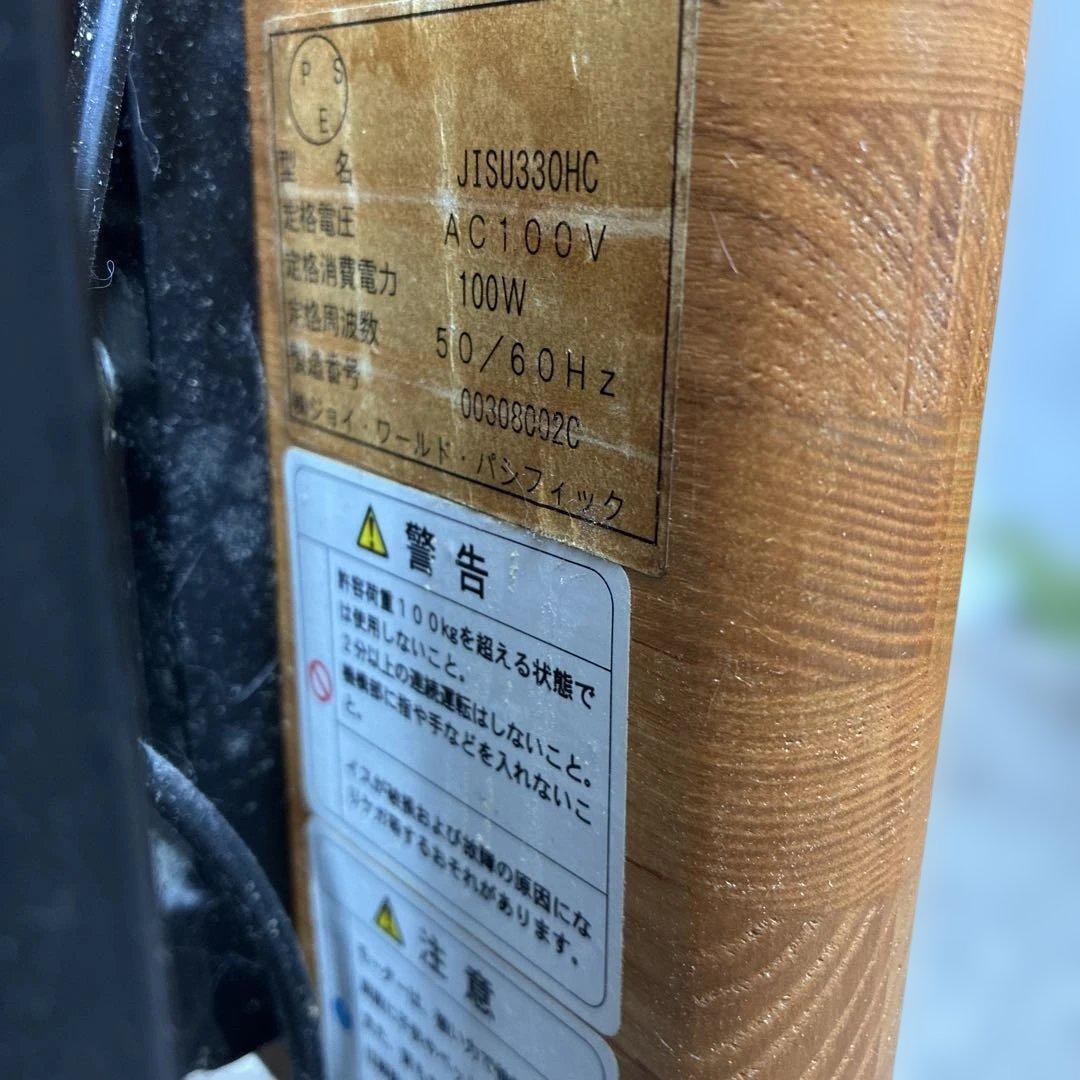 PSE
型名 JISU330HC
定格電圧 AC100V
定格消費電力 100W
定格周波数 50/60Hz
製造番号 00308002C
㈱ジョイ・ワールド・パシフィック
警告
許容荷重100kgを超える状態で
は使用しないこと。
2分以上の連続運転はしないこと。
機構部に指や手などを入れないこ
と。
イスが破損および故障の原因にな
りケガ等するおそれがあります。
注意